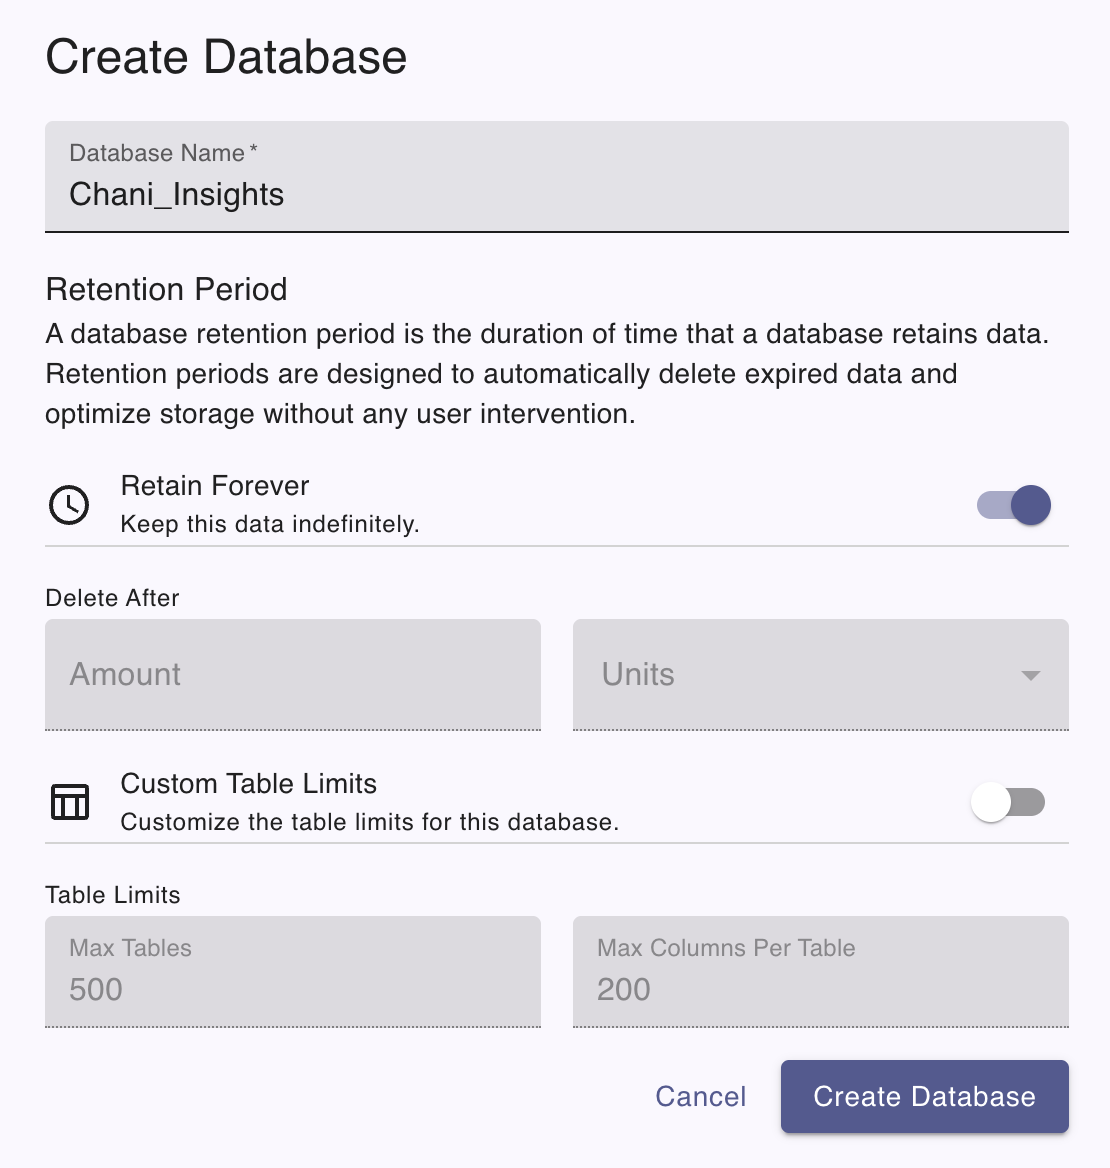 Create Database
Database Name *
Chani_Insights
Retention Period
A database retention period is the duration of time that a database retains data.
Retention periods are designed to automatically delete expired data and
optimize storage without any user intervention.
Retain Forever
Keep this data indefinitely.
Delete After
Amount
Units
Custom Table Limits
Customize the table limits for this database.
Table Limits
Max Tables
500
Max Columns Per Table
200
Cancel
Create Database